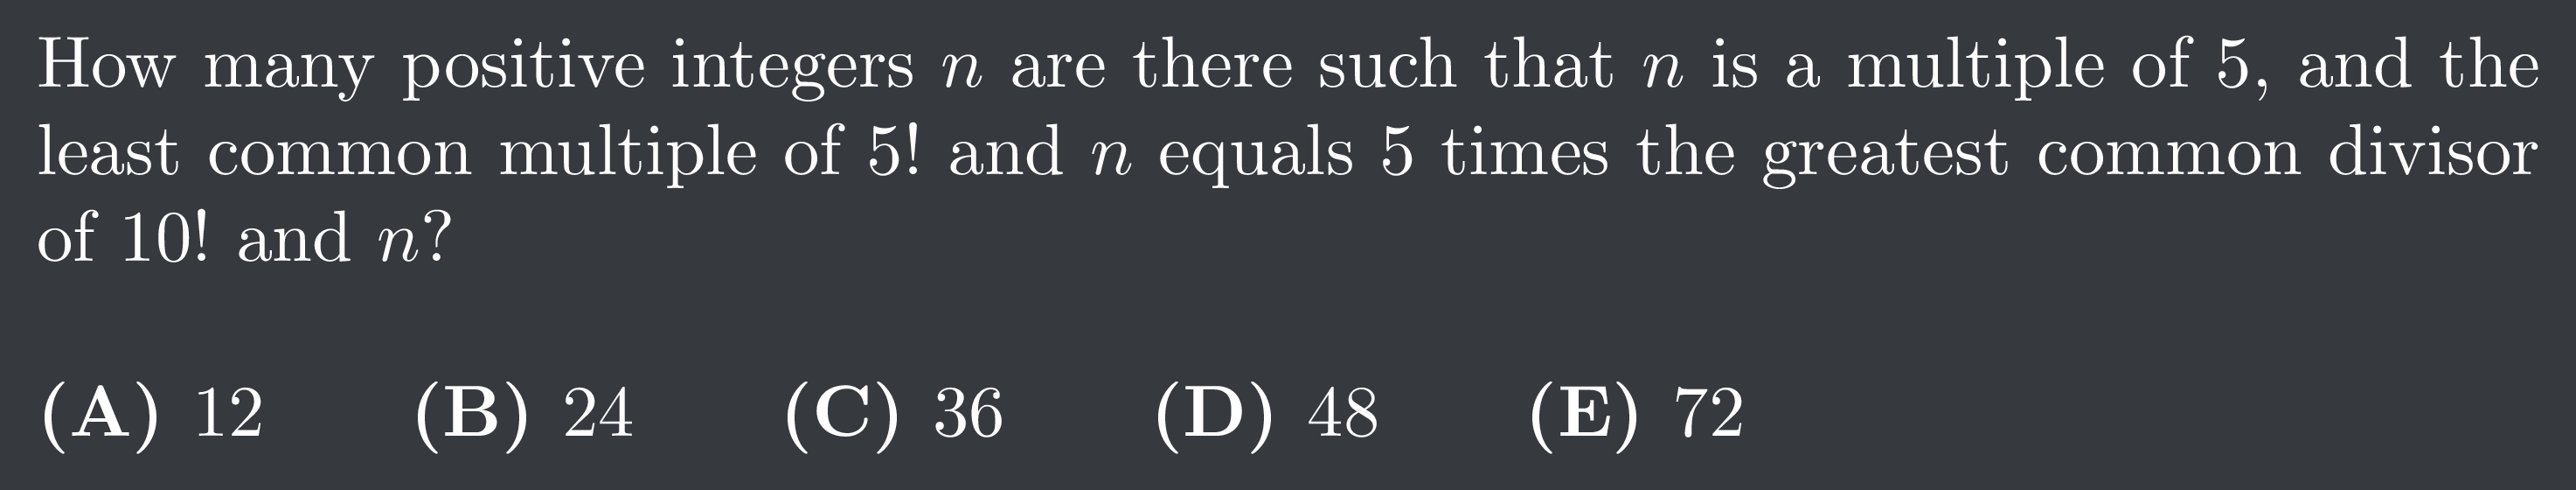 How many positive integers n are there such that n is a multiple of 5, and the
least common multiple of 5! and n equals 5 times the greatest common divisor
of 10! and n?
(A) 12 (B) 24 (C) 36 (D) 48 (E) 72